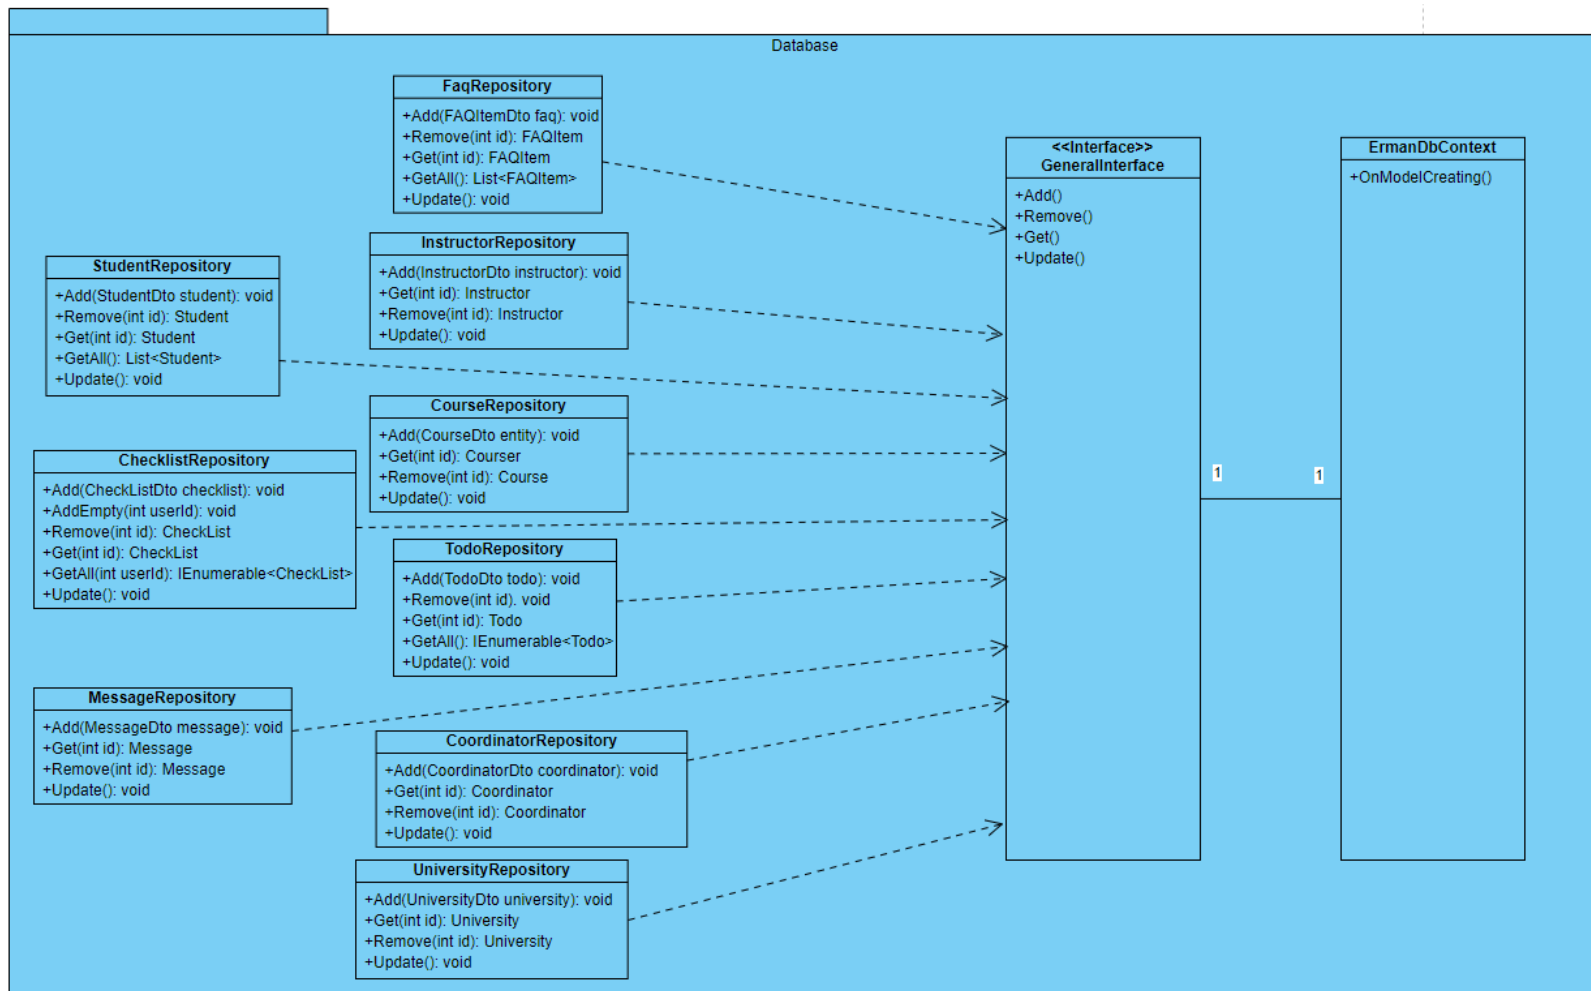 Database
FaqRepository
+Add(FAQItemDto faq): void
+Remove(int id): FAQItem
+Get(int id): FAQItem
+GetAll(): List<FAQItem>
+Update(): void
<<Interface>>
GeneralInterface
+Add()
+Remove()
+Get()
+Update()
ErmanDbContext
+OnModelCreating()
InstructorRepository
+Add(InstructorDto instructor): void
+Get(int id): Instructor
+Remove(int id): Instructor
+Update(): void
StudentRepository
+Add(StudentDto student): void
+Remove(int id): Student
+Get(int id): Student
+GetAll(): List<Student>
+Update(): void
CourseRepository
+Add(CourseDto entity): void
+Get(int id): Courser
+Remove(int id): Course
+Update(): void
ChecklistRepository
+Add(CheckListDto checklist): void
+AddEmpty(int userId): void
+Remove(int id): CheckList
+Get(int id): CheckList
+GetAll(int userId): IEnumerable<CheckList>
+Update(): void
1
1
TodoRepository
+Add(TodoDto todo): void
+Remove(int id). void
+Get(int id): Todo
+GetAll(): IEnumerable<Todo>
+Update(): void
MessageRepository
+Add(MessageDto message): void
+Get(int id): Message
+Remove(int id): Message
+Update(): void
CoordinatorRepository
+Add(CoordinatorDto coordinator): void
+Get(int id): Coordinator
+Remove(int id): Coordinator
+Update(): void
UniversityRepository
+Add(UniversityDto university): void
+Get(int id): University
+Remove(int id): University
+Update(): void